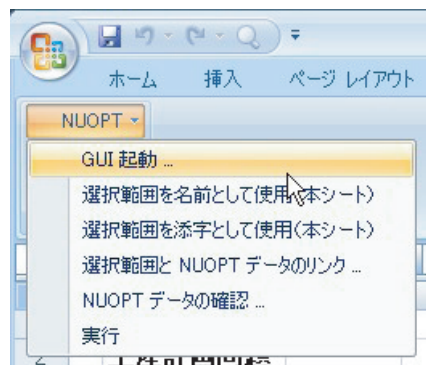 ホーム 挿入 ページ レイアウト
NUOPT
GUI 起動 ...
選択範囲を名前として使用(本シート)
選択範囲を添字として使用(本シート)
選択範囲と NUOPT データのリンク ...
NUOPT データの確認 ...
実行
2